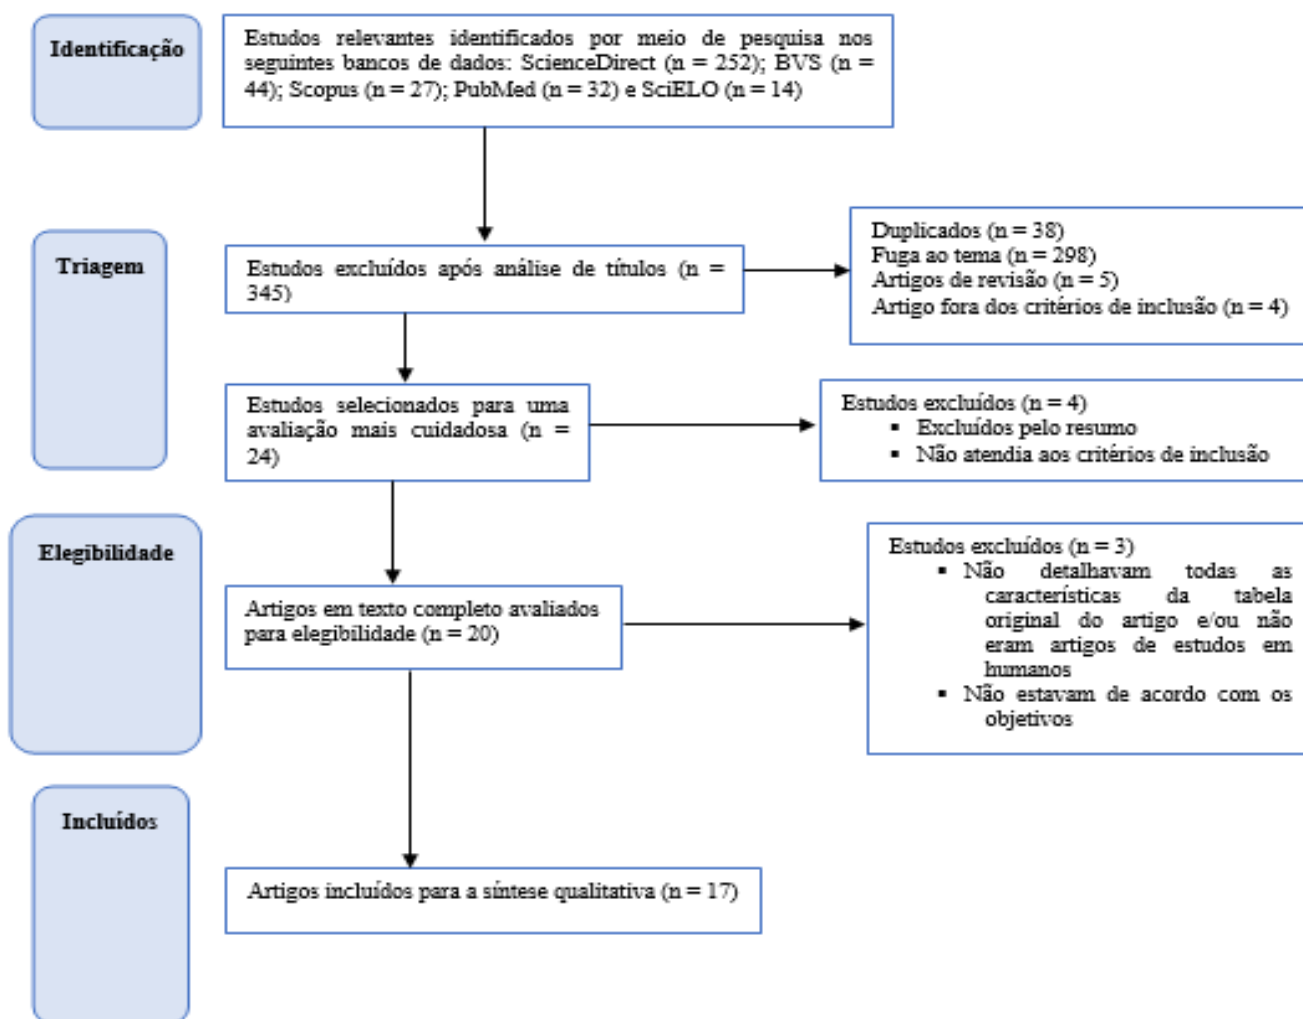 Identificação
Estudos relevantes identificados por meio de pesquisa nos
seguintes bancos de dados: ScienceDirect (n = 252); BVS (n =
44); Scopus (n = 27); PubMed (n = 32) e SciELO (n = 14)
Triagem
Estudos excluídos após análise de títulos (n =
345)
Duplicados (n = 38)
Fuga ao tema (n = 298)
Artigos de revisão (n = 5)
Artigo fora dos critérios de inclusão (n = 4)
Estudos selecionados para uma
avaliação mais cuidadosa (n =
24)
Estudos excluídos (n = 4)
▪ Excluídos pelo resumo
▪ Não atendia aos critérios de inclusão
Elegibilidade
Artigos em texto completo avaliados
para elegibilidade (n = 20)
Estudos excluídos (n = 3)
▪ Não detalhavam todas as
características da tabela
original do artigo e/ou não
eram artigos de estudos em
humanos
▪ Não estavam de acordo com os
objetivos
Incluídos
Artigos incluídos para a síntese qualitativa (n = 17)